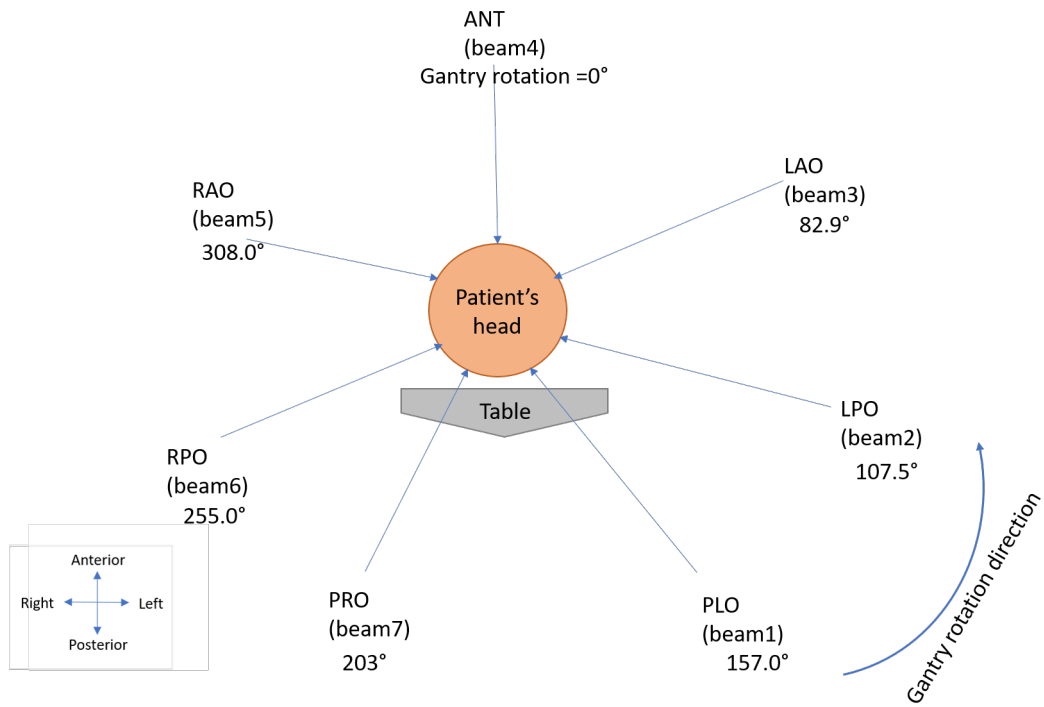 ANT
(beam4)
Gantry rotation =0°
LAO
(beam3)
82.9°
RAO
(beam5)
308.0°
Patient’s
head
Table
LPO
(beam2)
107.5°
RPO
(beam6)
255.0°
Anterior
Right
Left
Posterior
PRO
(beam7)
203°
PLO
(beam1)
157.0°
Gantry rotation direction